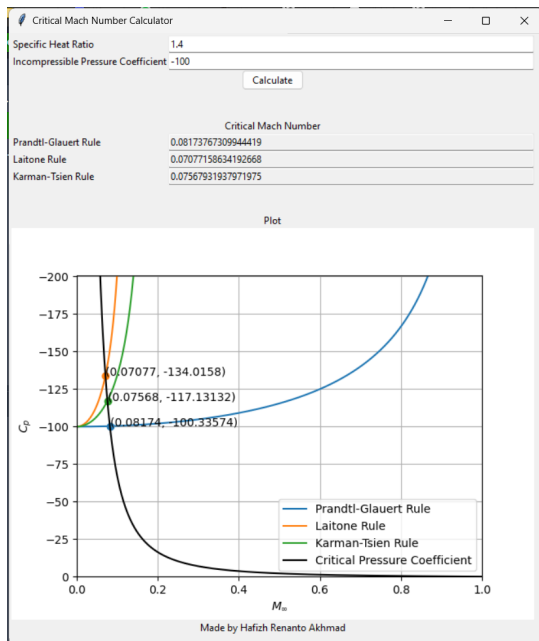 Critical Mach Number Calculator
Specific Heat Ratio 1.4
Incompressible Pressure Coefficient -100
Calculate
Critical Mach Number
Prandtl-Glauert Rule 0.08173767309944419
Laitone Rule 0.07077158634192668
Karman-Tsien Rule 0.07567931937971975
Plot
−200
−175
−150
(0.07077, -134.0158)
−125
(0.07568, -117.13132)
(0.08174, -100.33574)
−100
Cp
−75
−50
−25
0
Prandtl-Glauert Rule
Laitone Rule
Karman-Tsien Rule
Critical Pressure Coefficient
0.0 0.2 0.4 0.6 0.8 1.0
M∞
Made by Hafizh Renanto Akhmad